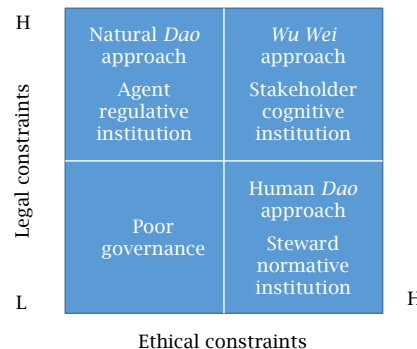 H
Natural Dao
approach
Agent
regulative
institution
Wu Wei
approach
Stakeholder
cognitive
institution
Legal constraints
Poor
governance
Human Dao
approach
Steward
normative
institution
L
H
Ethical constraints